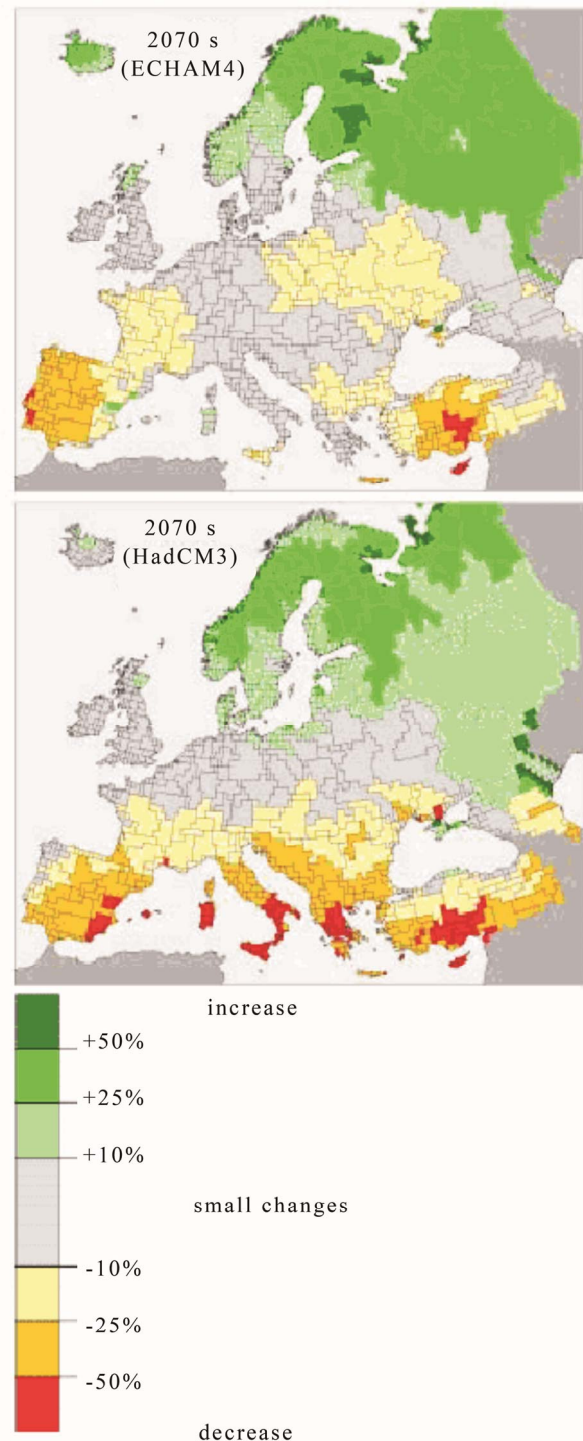 2070 s
(ECHAM4)
2070 s
(HadCM3)
increase
+50%
+25%
+10%
small changes
-10%
-25%
-50%
decrease